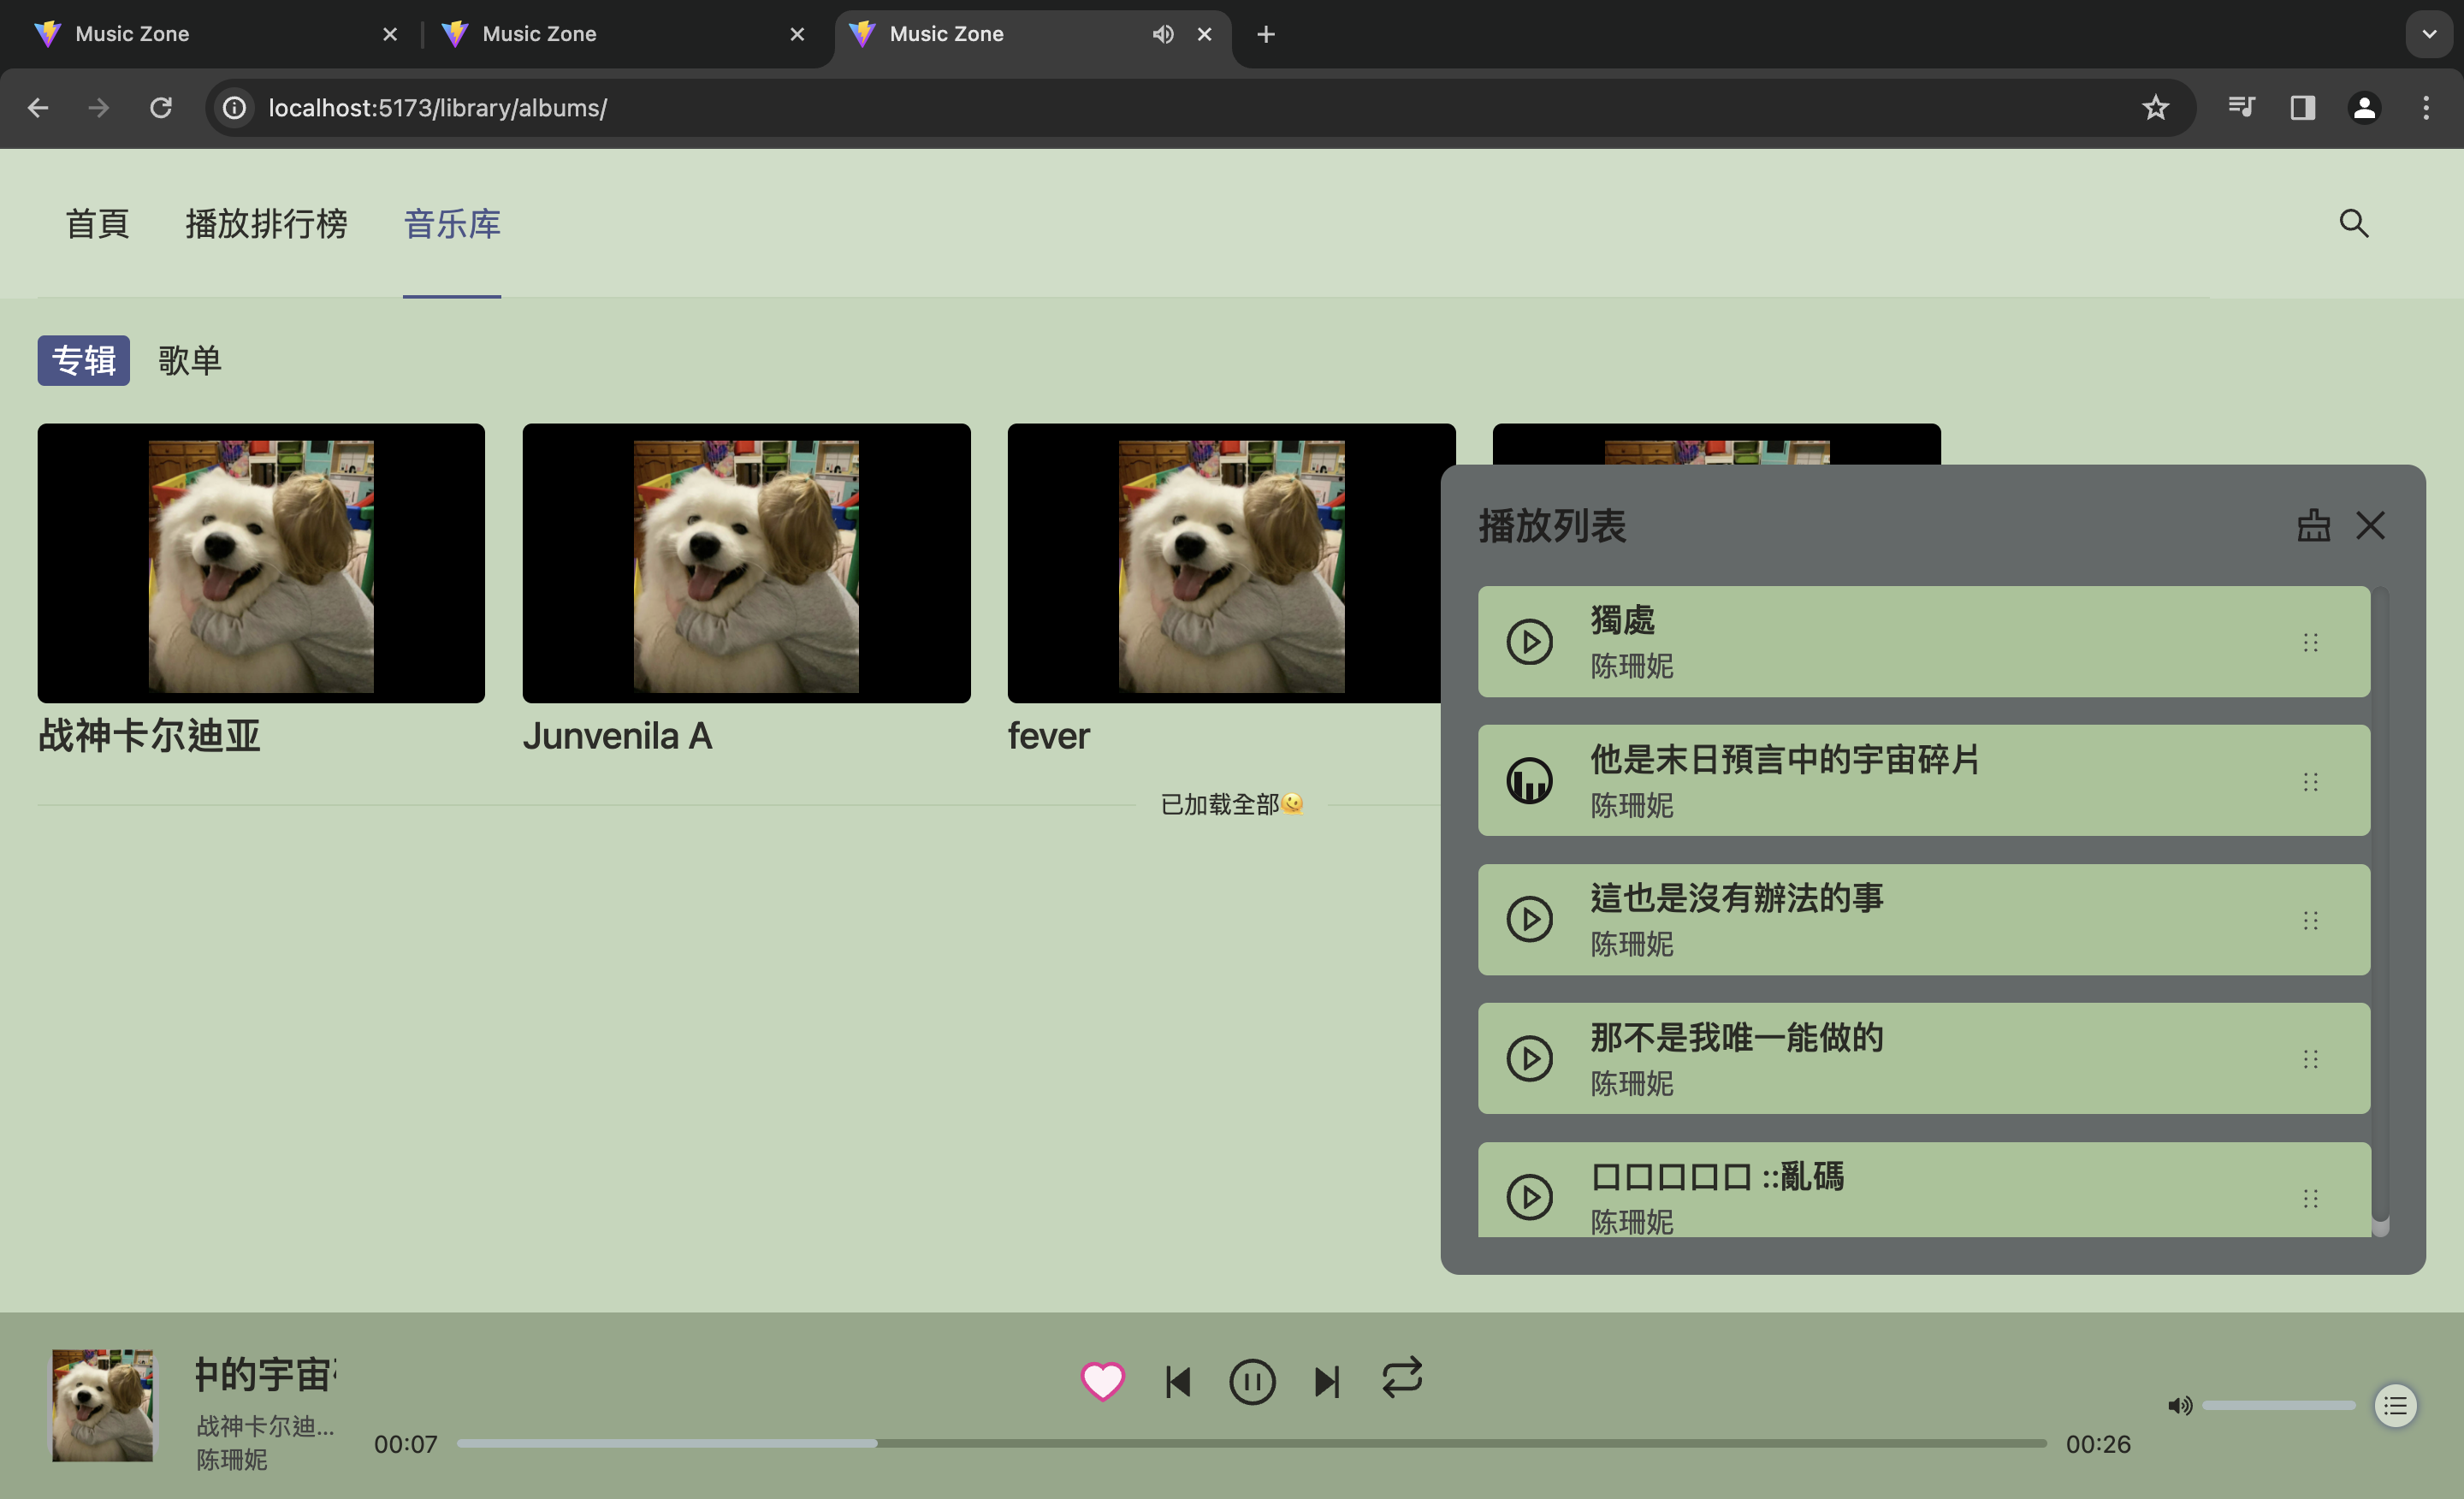 Music Zone
Music Zone
Music Zone
localhost:5173/library/albums/
首頁
播放排行榜
音乐库
专辑
歌单
战神卡尔迪亚
Junvenila A
fever
已加载全部🫠
播放列表
獨處
陈珊妮
他是末日預言中的宇宙碎片
陈珊妮
這也是沒有辦法的事
陈珊妮
那不是我唯一能做的
陈珊妮
口口口口口 ::亂碼
陈珊妮
中的宇宙
战神卡尔迪...
陈珊妮
00:07
00:26